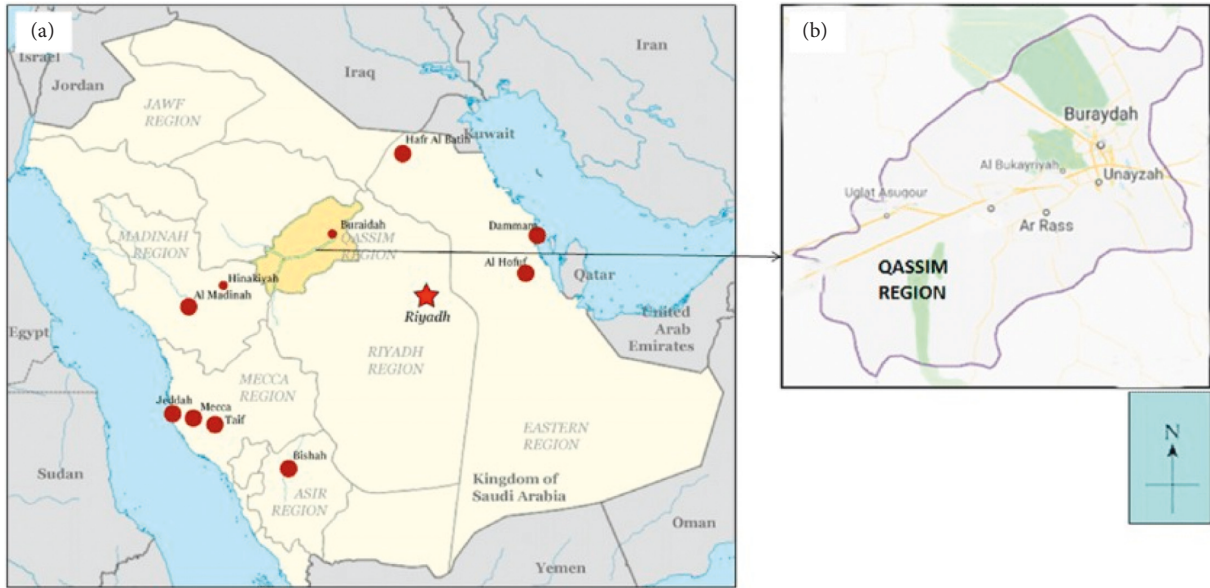 (a)
Israel
Jordan
Iraq
Iran
JAWF
REGION
Kuwait
Hafr Al Batin
MADINAH
REGION
Buraidah
QASSIM
REGION
Dammam
Hinakiyah
Al Madinah
Al Hofuf
Qatar
Riyadh
Egypt
United
Arab
Emirates
RIYADH
REGION
MECCA
REGION
Jeddah
Mecca
Taif
EASTERN
REGION
Bishah
Sudan
ASIR
REGION
Kingdom of
Saudi Arabia
Oman
Yemen
(b)
Buraydah
Al Bukayriyah
Unayzah
Uglat Asugour
Ar Rass
QASSIM
REGION
N